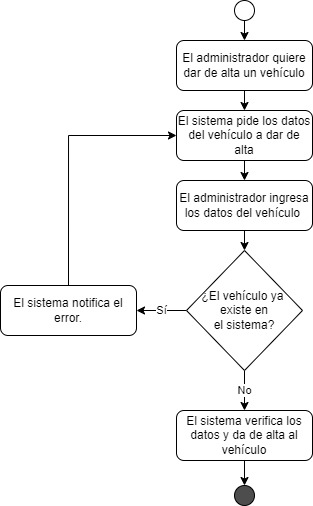 El administrador quiere
dar de alta un vehículo
El sistema pide los datos
del vehículo a dar de
alta
El administrador ingresa
los datos del vehículo
¿El vehículo ya
existe en
el sistema?
Sí
El sistema notifica el
error.
No
El sistema verifica los
datos y da de alta al
vehículo